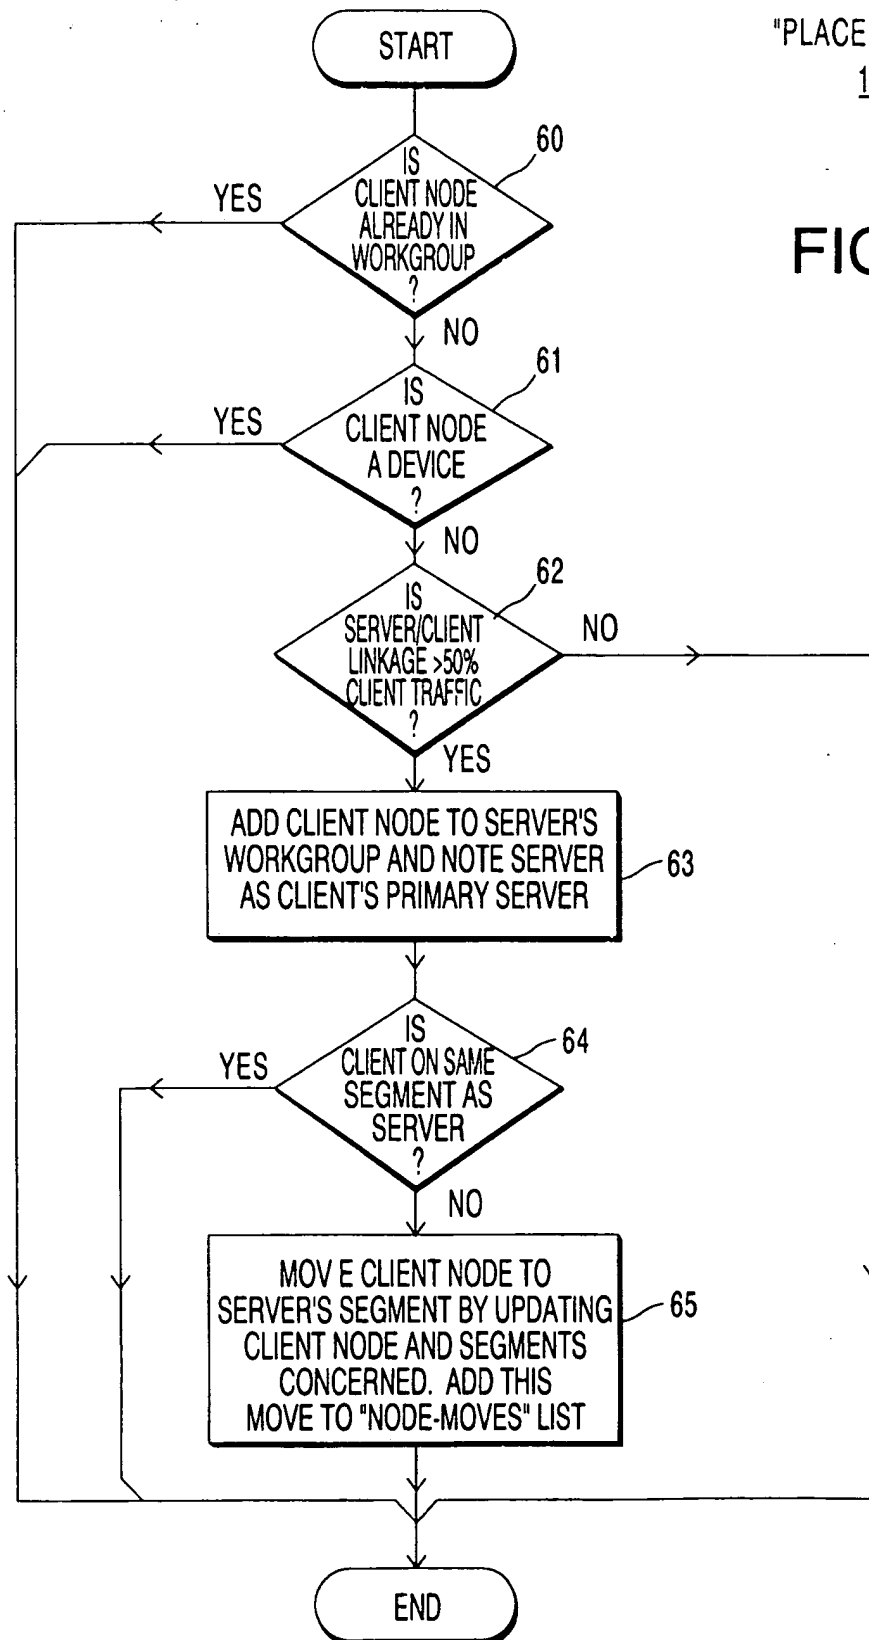 START
"PLACE
1
60
IS
CLIENT NODE
ALREADY IN
WORKGROUP
?
YES
FIG
NO
61
IS
CLIENT NODE
A DEVICE
?
YES
NO
62
IS
SERVER/CLIENT
LINKAGE >50%
CLIENT TRAFFIC
?
NO
YES
ADD CLIENT NODE TO SERVER'S
WORKGROUP AND NOTE SERVER
AS CLIENT'S PRIMARY SERVER
63
IS
CLIENT ON SAME
SEGMENT AS
SERVER
?
64
YES
NO
MOV E CLIENT NODE TO
SERVER'S SEGMENT BY UPDATING
CLIENT NODE AND SEGMENTS
CONCERNED. ADD THIS
MOVE TO "NODE-MOVES" LIST
65
END